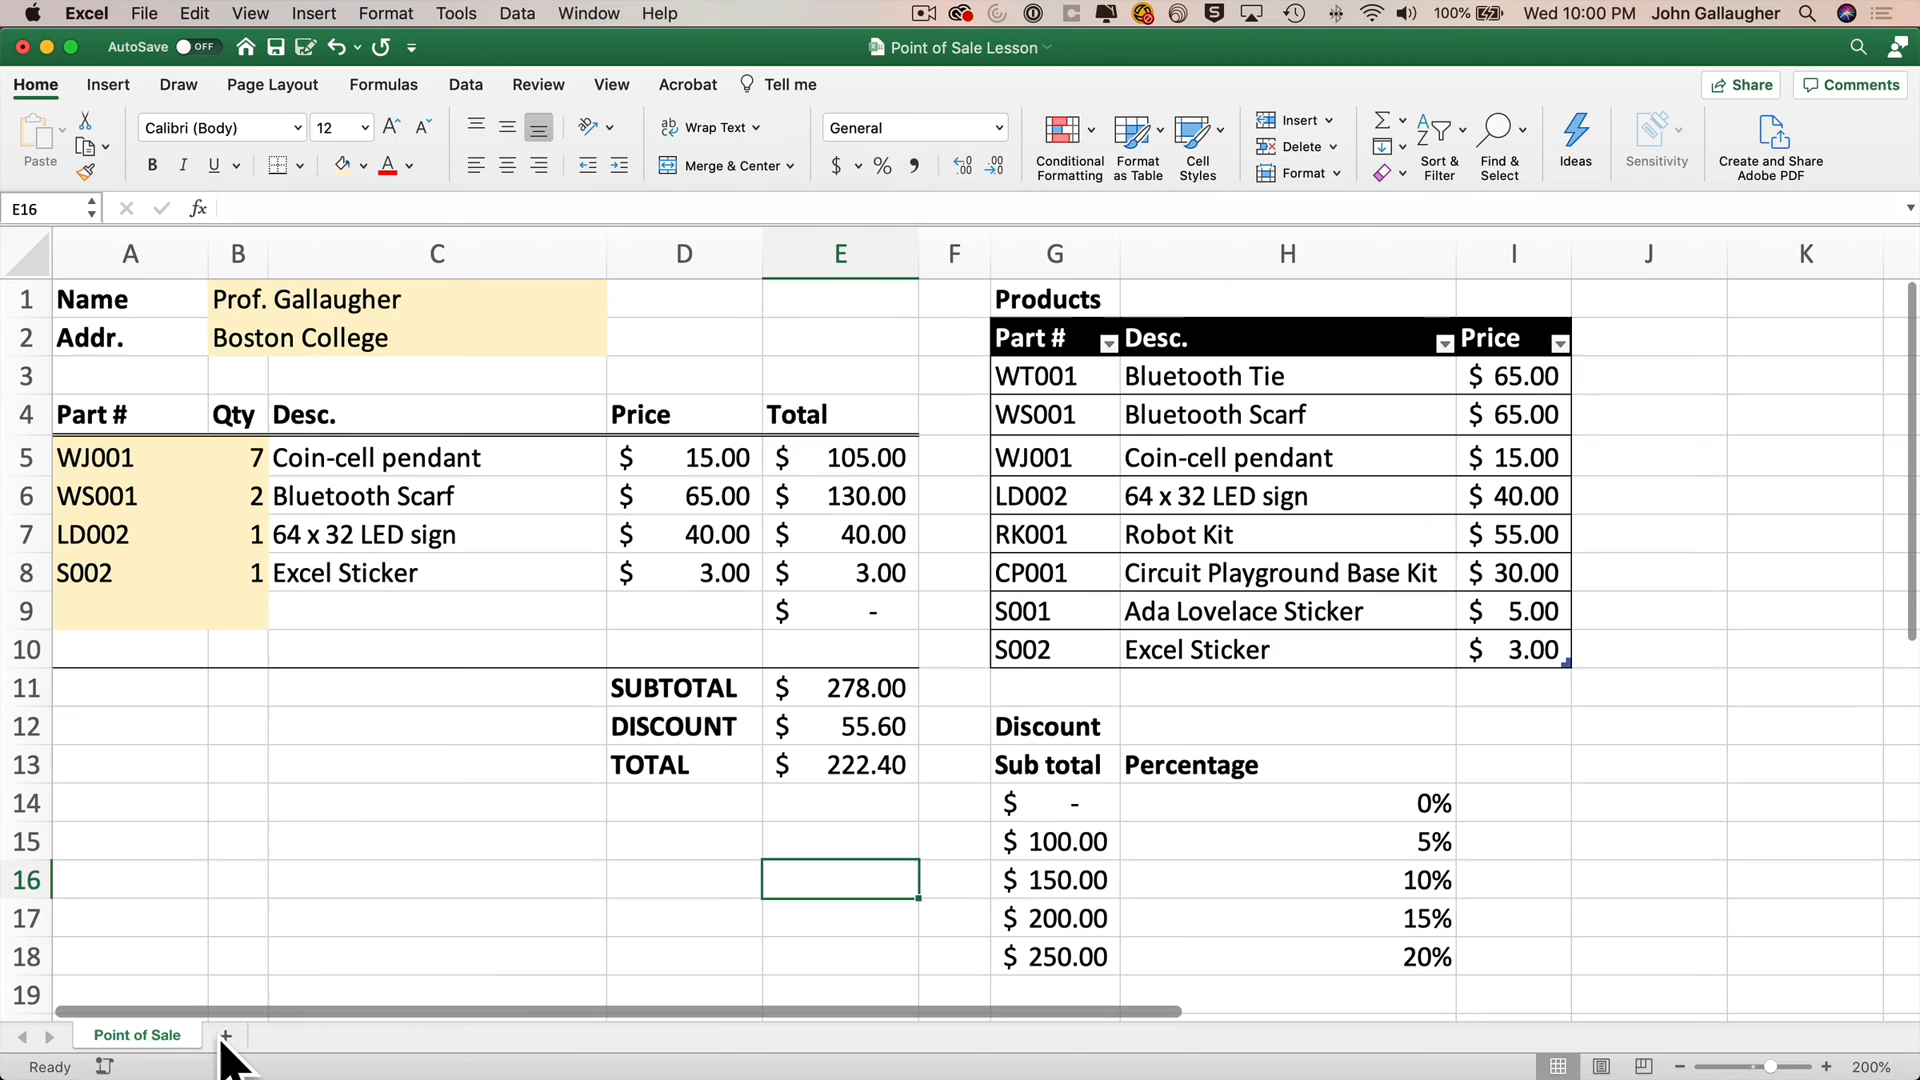 Excel File Edit View Insert Format Tools Data Window Help 100% Wed 10:00 PM John Gallaugher
AutoSave OFF Point of Sale Lesson
Home Insert Draw Page Layout Formulas Data Review View Acrobat Tell me Share Comments
Paste Calibri (Body) 12 A A Wrap Text General Insert
B I U A Merge & Center $ % Delete
Conditional Formatting Format as Table Cell Styles Format Sort & Filter Find & Select Ideas Sensitivity Create and Share Adobe PDF
E16 fx
A B C D E F G H I J K
1 Name Prof. Gallaugher Products
2 Addr. Boston College Part # Desc. Price
3 WT001 Bluetooth Tie $ 65.00
4 Part # Qty Desc. Price Total WS001 Bluetooth Scarf $ 65.00
5 WJ001 7 Coin-cell pendant $ 15.00 $ 105.00 WJ001 Coin-cell pendant $ 15.00
6 WS001 2 Bluetooth Scarf $ 65.00 $ 130.00 LD002 64 x 32 LED sign $ 40.00
7 LD002 1 64 x 32 LED sign $ 40.00 $ 40.00 RK001 Robot Kit $ 55.00
8 S002 1 Excel Sticker $ 3.00 $ 3.00 CP001 Circuit Playground Base Kit $ 30.00
9 $ - S001 Ada Lovelace Sticker $ 5.00
10 S002 Excel Sticker $ 3.00
11 SUBTOTAL $ 278.00
12 DISCOUNT $ 55.60 Discount
13 TOTAL $ 222.40 Sub total Percentage
14 $ - 0%
15 $ 100.00 5%
16 $ 150.00 10%
17 $ 200.00 15%
18 $ 250.00 20%
19
Point of Sale +
Ready 200%